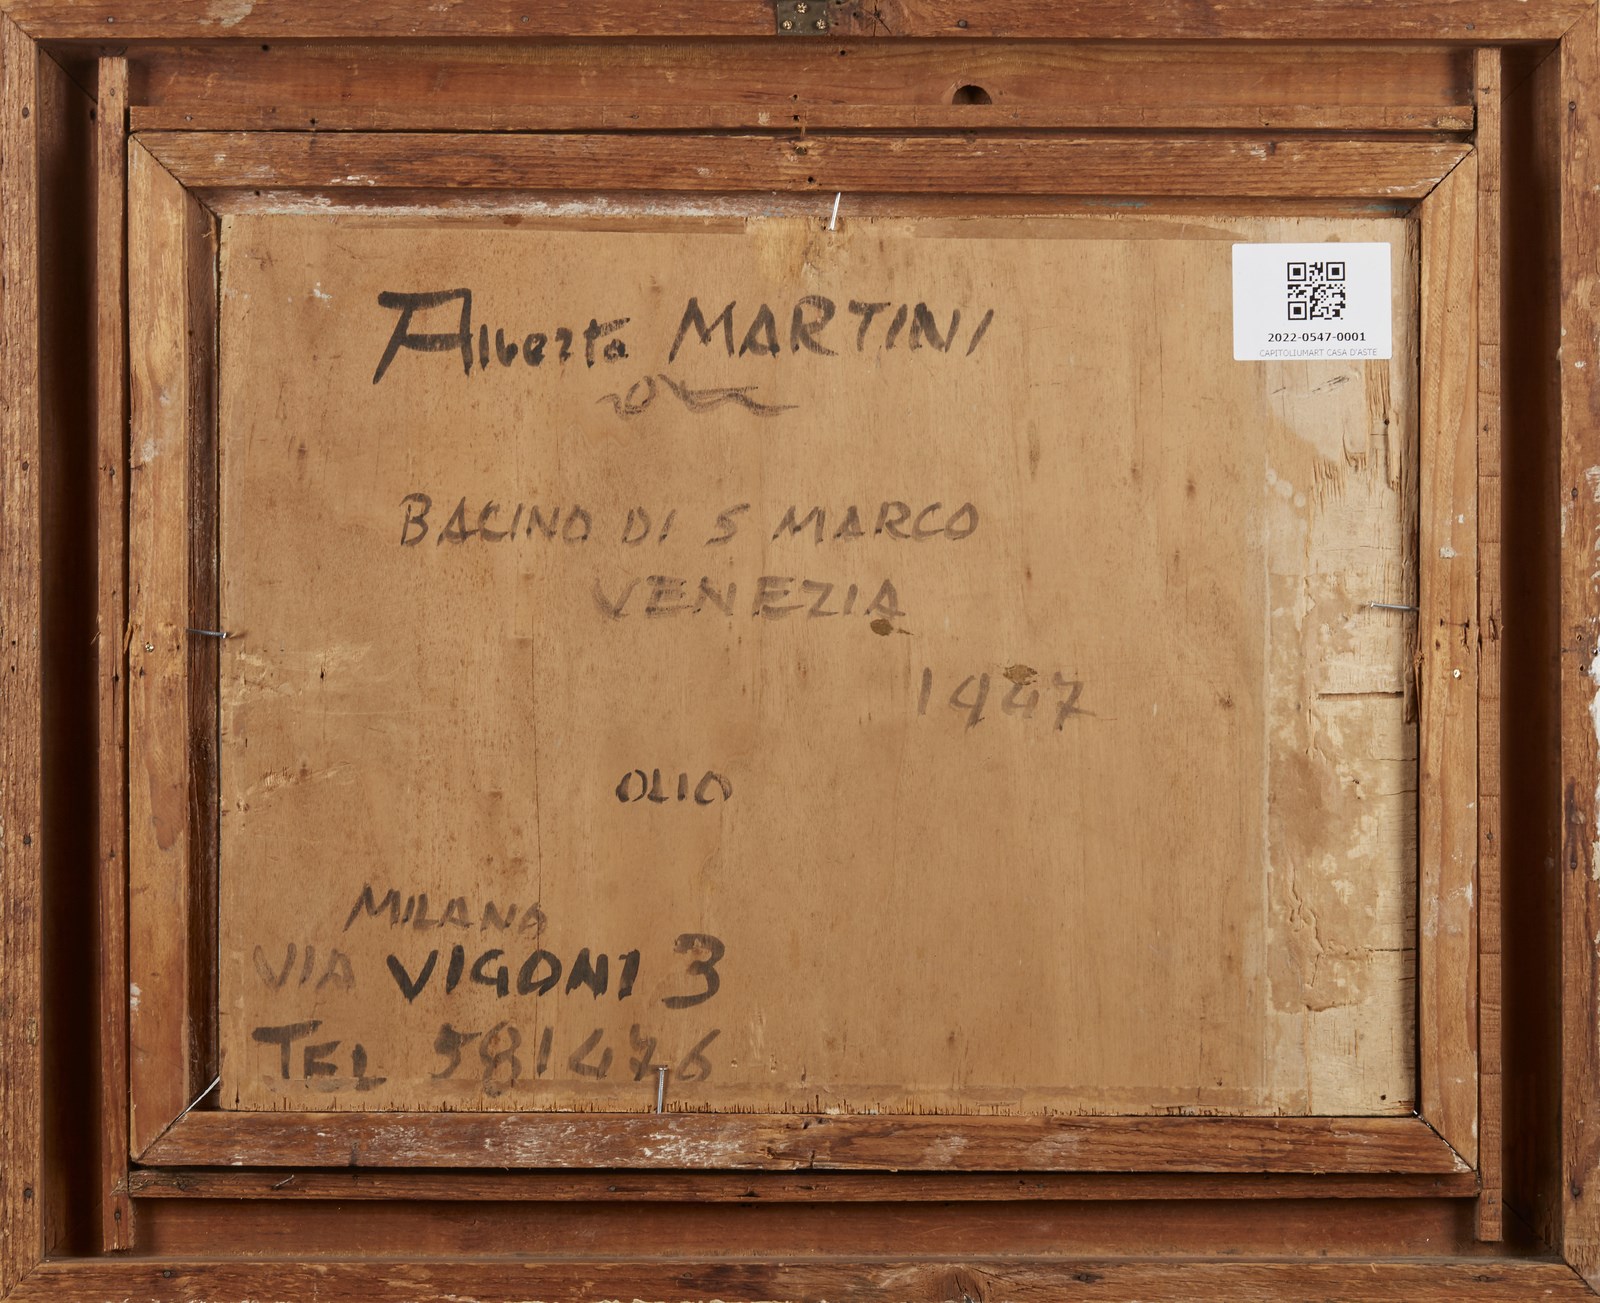 Alberto MARTINI
2022-0547-0001
CAPITOLIUMART CASA D'ASTE
BACINO DI S MARCO
VENEZIA
1947
OLIO
MILANO
VIA VIGONI 3
TEL 581476